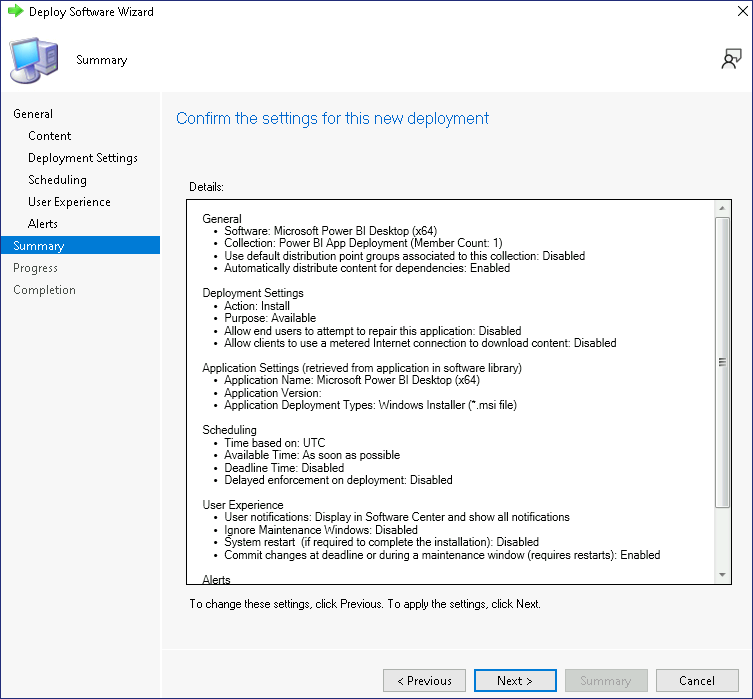 Deploy Software Wizard
Summary
General
Content
Deployment Settings
Scheduling
User Experience
Alerts
Summary
Progress
Completion
Confirm the settings for this new deployment
Details:
General
• Software: Microsoft Power BI Desktop (x64)
• Collection: Power BI App Deployment (Member Count: 1)
• Use default distribution point groups associated to this collection: Disabled
• Automatically distribute content for dependencies: Enabled
Deployment Settings
• Action: Install
• Purpose: Available
• Allow end users to attempt to repair this application: Disabled
• Allow clients to use a metered Internet connection to download content: Disabled
Application Settings (retrieved from application in software library)
• Application Name: Microsoft Power BI Desktop (x64)
• Application Version:
• Application Deployment Types: Windows Installer (*.msi file)
Scheduling
• Time based on: UTC
• Available Time: As soon as possible
• Deadline Time: Disabled
• Delayed enforcement on deployment: Disabled
User Experience
• User notifications: Display in Software Center and show all notifications
• Ignore Maintenance Windows: Disabled
• System restart  (if required to complete the installation): Disabled
• Commit changes at deadline or during a maintenance window (requires restarts): Enabled
Alerts
To change these settings, click Previous. To apply the settings, click Next.
< Previous
Next >
Summary
Cancel